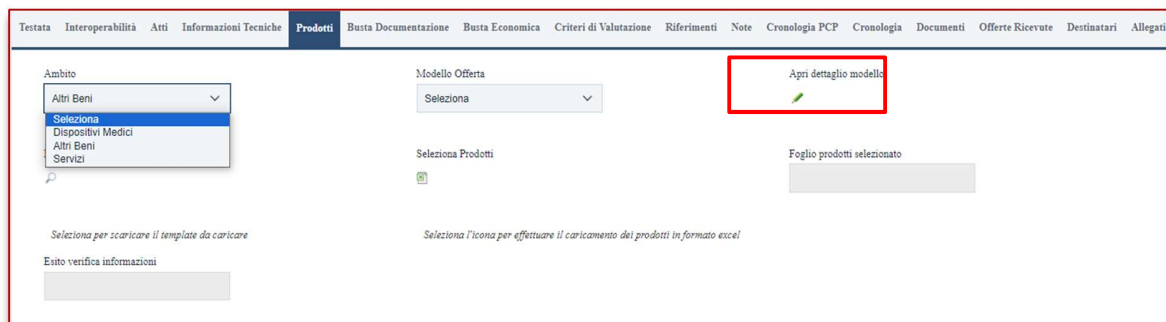 Testata Interoperabilità Atti Informazioni Tecniche Prodotti Busta Documentazione Busta Economica Criteri di Valutazione Riferimenti Note Cronologia PCP Cronologia Documenti Offerte Ricevute Destinatari Allegati
Ambito Modello Offerta Apri dettaglio modello
Altri Beni Seleziona
Seleziona
Dispositivi Medici
Altri Beni
Servizi
Seleziona Prodotti Foglio prodotti selezionato
Seleziona per scaricare il template da caricare Seleziona l'icona per effettuare il caricamento dei prodotti in formato excel
Esito verifica informazioni